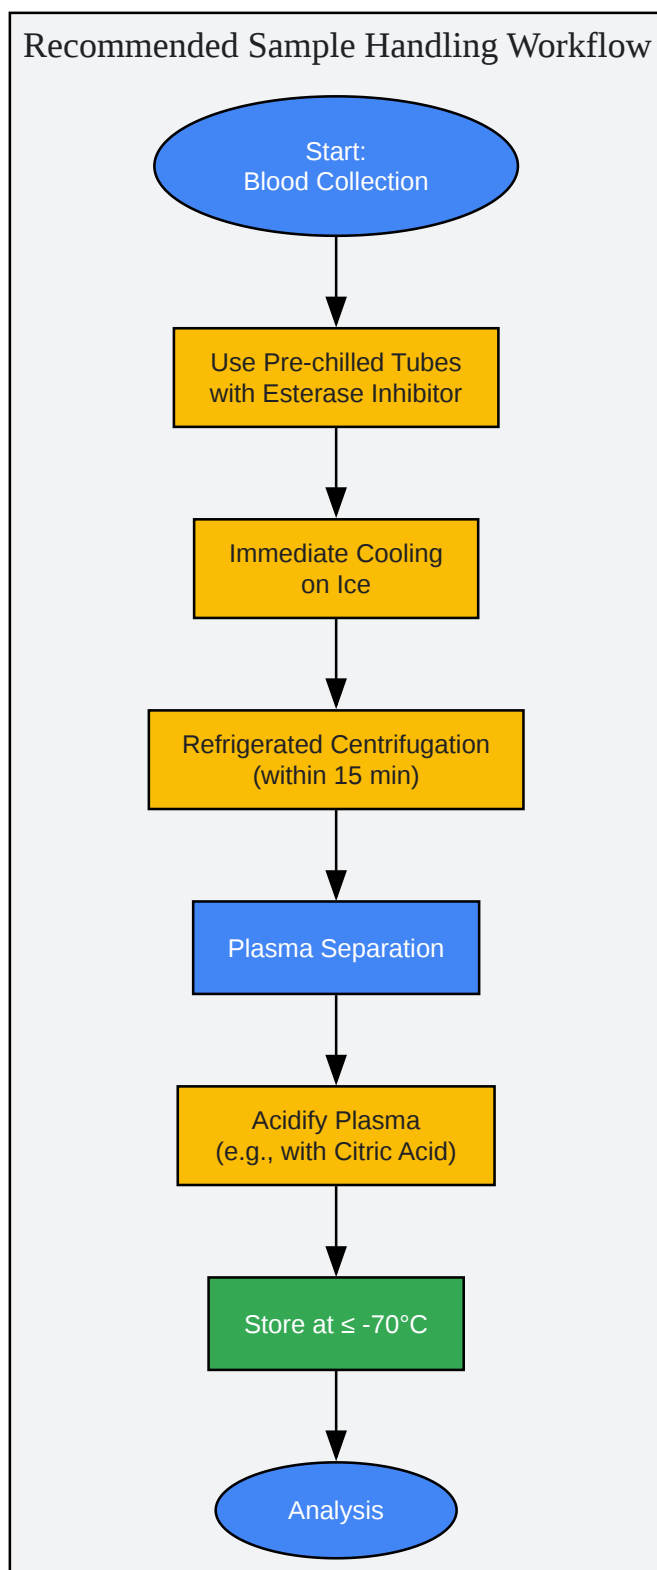 Recommended Sample Handling Workflow
Start:
Blood Collection
Use Pre-chilled Tubes
with Esterase Inhibitor
Immediate Cooling
on Ice
Refrigerated Centrifugation
(within 15 min)
Plasma Separation
Acidify Plasma
(e.g., with Citric Acid)
Store at ≤ -70°C
Analysis